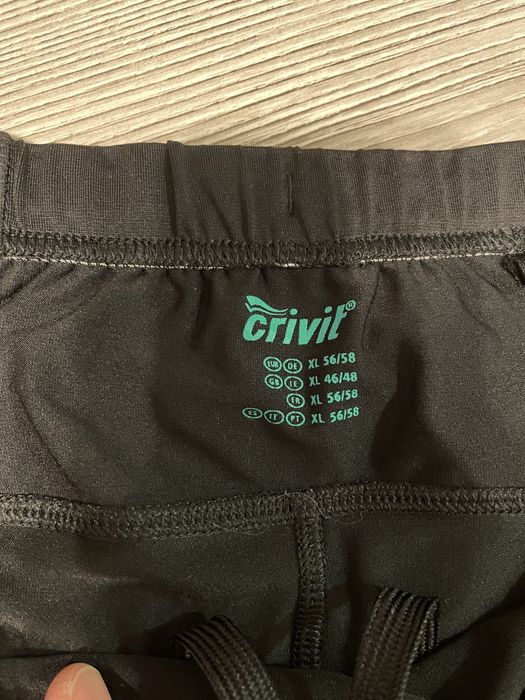 crivit®
EUR DE XL 56/58
GB IE XL 46/48
FR XL 56/58
ES IT PT XL 56/58